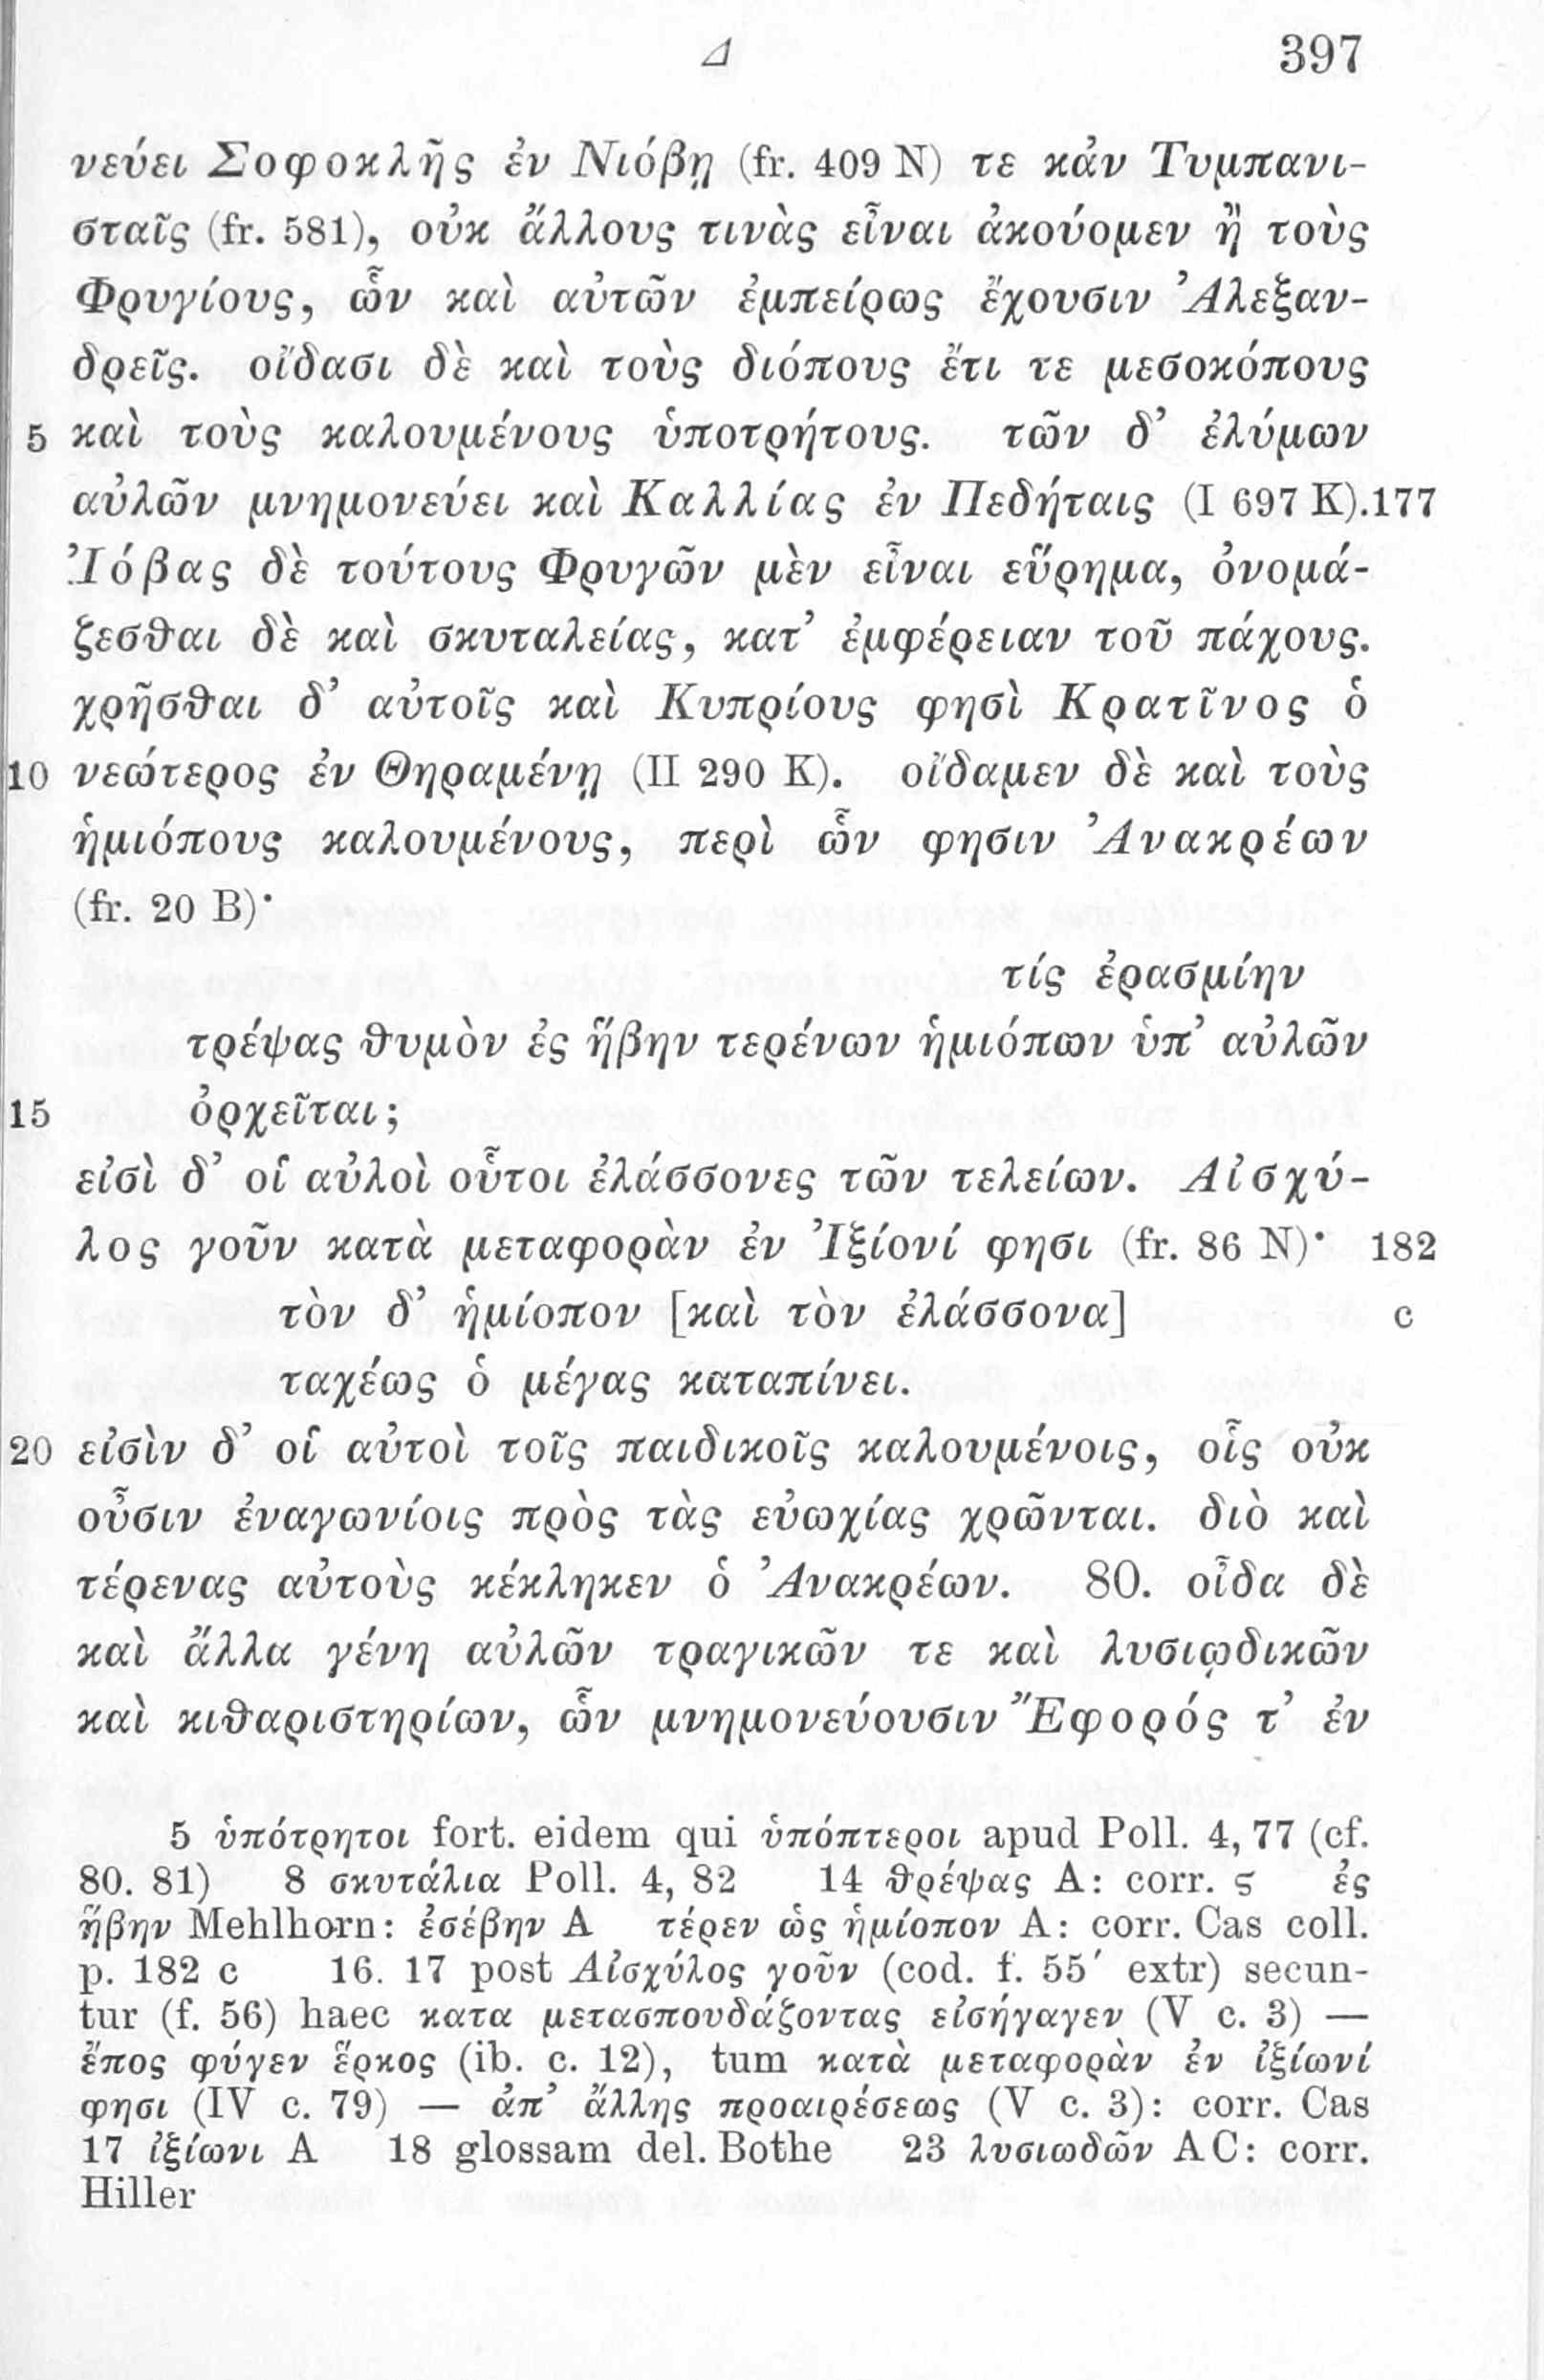 Δ 397
νεύει Σοφοκλῆς ἐν Νιόβῃ (fr. 409 N) τε κἀν Τυμπανι-
σταῖς (fr. 581), οὐκ ἄλλους τινὰς εἶναι ἀκούομεν ἢ τοὺς
Φρυγίους, ὧν καὶ αὐτῶν ἐμπείρως ἔχουσιν Ἀλεξαν-
δρεῖς. οἴδασι δὲ καὶ τοὺς διόπους ἔτι τε μεσοκόπους
5 καὶ τοὺς καλουμένους ὑποτρήτους. τῶν δ’ ἐλύμων
αὐλῶν μνημονεύει καὶ Καλλίας ἐν Πεδήταις (I 697 K). 177
Ἰόβας δὲ τούτους Φρυγῶν μὲν εἶναι εὕρημα, ὀνομά-
ζεσθαι δὲ καὶ σκυταλείας, κατ’ ἐμφέρειαν τοῦ πάχους.
χρῆσθαι δ’ αὐτοῖς καὶ Κυπρίους φησὶ Κρατῖνος ὁ
10 νεώτερος ἐν Θηραμένῃ (II 290 K). οἴδαμεν δὲ καὶ τοὺς
ἡμιόπους καλουμένους, περὶ ὧν φησιν Ἀνακρέων
(fr. 20 B)·
τίς ἐρασμίην
τρέψας θυμὸν ἐς ἥβην τερένων ἡμιόπων ὑπ’ αὐλῶν
15 ὀρχεῖται;
εἰσὶ δ’ οἱ αὐλοὶ οὗτοι ἐλάσσονες τῶν τελείων. Αἰσχύ-
λος γοῦν κατὰ μεταφορὰν ἐν Ἰξίονί φησι (fr. 86 N)· 182
τὸν δ’ ἡμίοπον [καὶ τὸν ἐλάσσονα] c
ταχέως ὁ μέγας καταπίνει.
20 εἰσὶν δ’ οἱ αὐτοὶ τοῖς παιδικοῖς καλουμένοις, οἷς οὐκ
οὖσιν ἐναγωνίοις πρὸς τὰς εὐωχίας χρῶνται. διὸ καὶ
τέρενας αὐτοὺς κέκληκεν ὁ Ἀνακρέων. 80. οἶδα δὲ
καὶ ἄλλα γένη αὐλῶν τραγικῶν τε καὶ λυσιῳδικῶν
καὶ κιθαριστηρίων, ὧν μνημονεύουσιν Ἔφορός τ’ ἐν
5 ὑπότρητοι fort. eidem qui ὑπόπτεροι apud Poll. 4, 77 (cf.
80. 81) 8 σκυτάλια Poll. 4, 82 14 θρέψας A: corr. ς ἐς
ἥβην Mehlhorn: ἐσέβην A τέρεν ὡς ἡμίοπον A: corr. Cas coll.
p. 182 c 16. 17 post Αἰσχύλος γοῦν (cod. f. 55′ extr) secun-
tur (f. 56) haec κατα μετασπουδάζοντας εἰσήγαγεν (V c. 3) —
ἔπος φύγεν ἕρκος (ib. c. 12), tum κατὰ μεταφορὰν ἐν ἰξίωνί
φησι (IV c. 79) — ἀπ’ ἄλλης προαιρέσεως (V c. 3): corr. Cas
17 ἰξίωνι A 18 glossam del. Bothe 23 λυσιωδῶν AC: corr.
Hiller